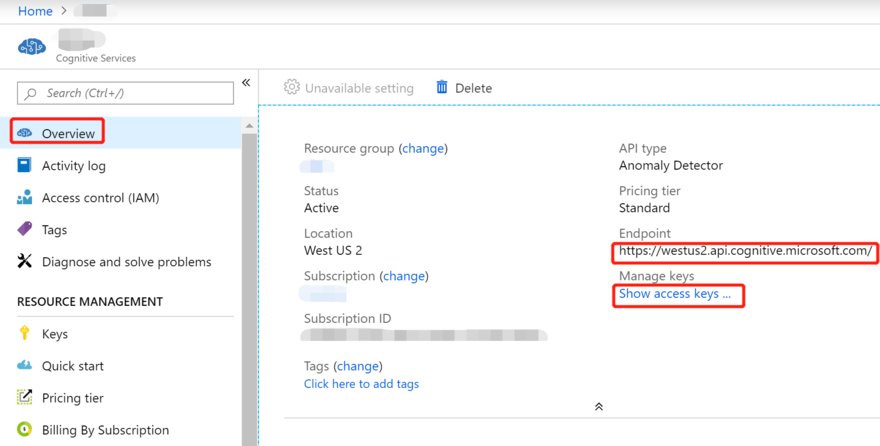 Home >
Cognitive Services
Search (Ctrl+/)
«
Overview
Activity log
Access control (IAM)
Tags
Diagnose and solve problems
RESOURCE MANAGEMENT
Keys
Quick start
Pricing tier
Billing By Subscription
Unavailable setting
Delete
Resource group (change)
Status
Active
Location
West US 2
Subscription (change)
Subscription ID
Tags (change)
Click here to add tags
API type
Anomaly Detector
Pricing tier
Standard
Endpoint
https://westus2.api.cognitive.microsoft.com/
Manage keys
Show access keys ...